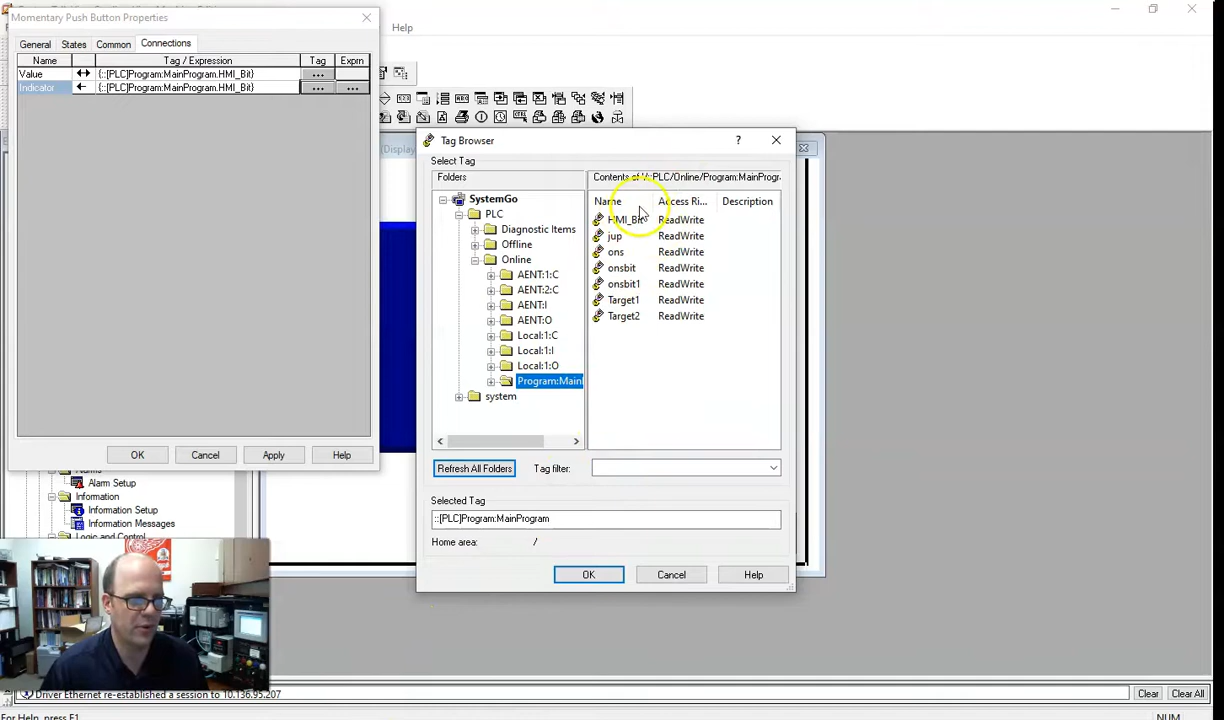 Momentary Push Button Properties
Help
General States Common Connections
Name Tag / Expression Tag Exprn
Value {::[PLC]Program:MainProgram.HMI_Bit} ...
Indicator {::[PLC]Program:MainProgram.HMI_Bit} ... ...
OK Cancel Apply Help
(Display
Tag Browser ?
Select Tag
Folders
Contents of '/::PLC/Online/Program:MainProgr
Name Access Ri... Description
SystemGo
PLC
Diagnostic Items
Offline
Online
AENT:1:C
AENT:2:C
AENT:I
AENT:O
Local:1:C
Local:1:I
Local:1:O
Program:MainI
system
HMI_Bit ReadWrite
jup ReadWrite
ons ReadWrite
onsbit ReadWrite
onsbit1 ReadWrite
Target1 ReadWrite
Target2 ReadWrite
Refresh All Folders Tag filter:
Selected Tag
::[PLC]Program:MainProgram
Home area: /
OK Cancel Help
Alarms
Alarm Setup
Information
Information Setup
Information Messages
Logic and Control
Driver Ethernet re-established a session to 10.136.95.207
Clear Clear All
For Help, press F1
NUM